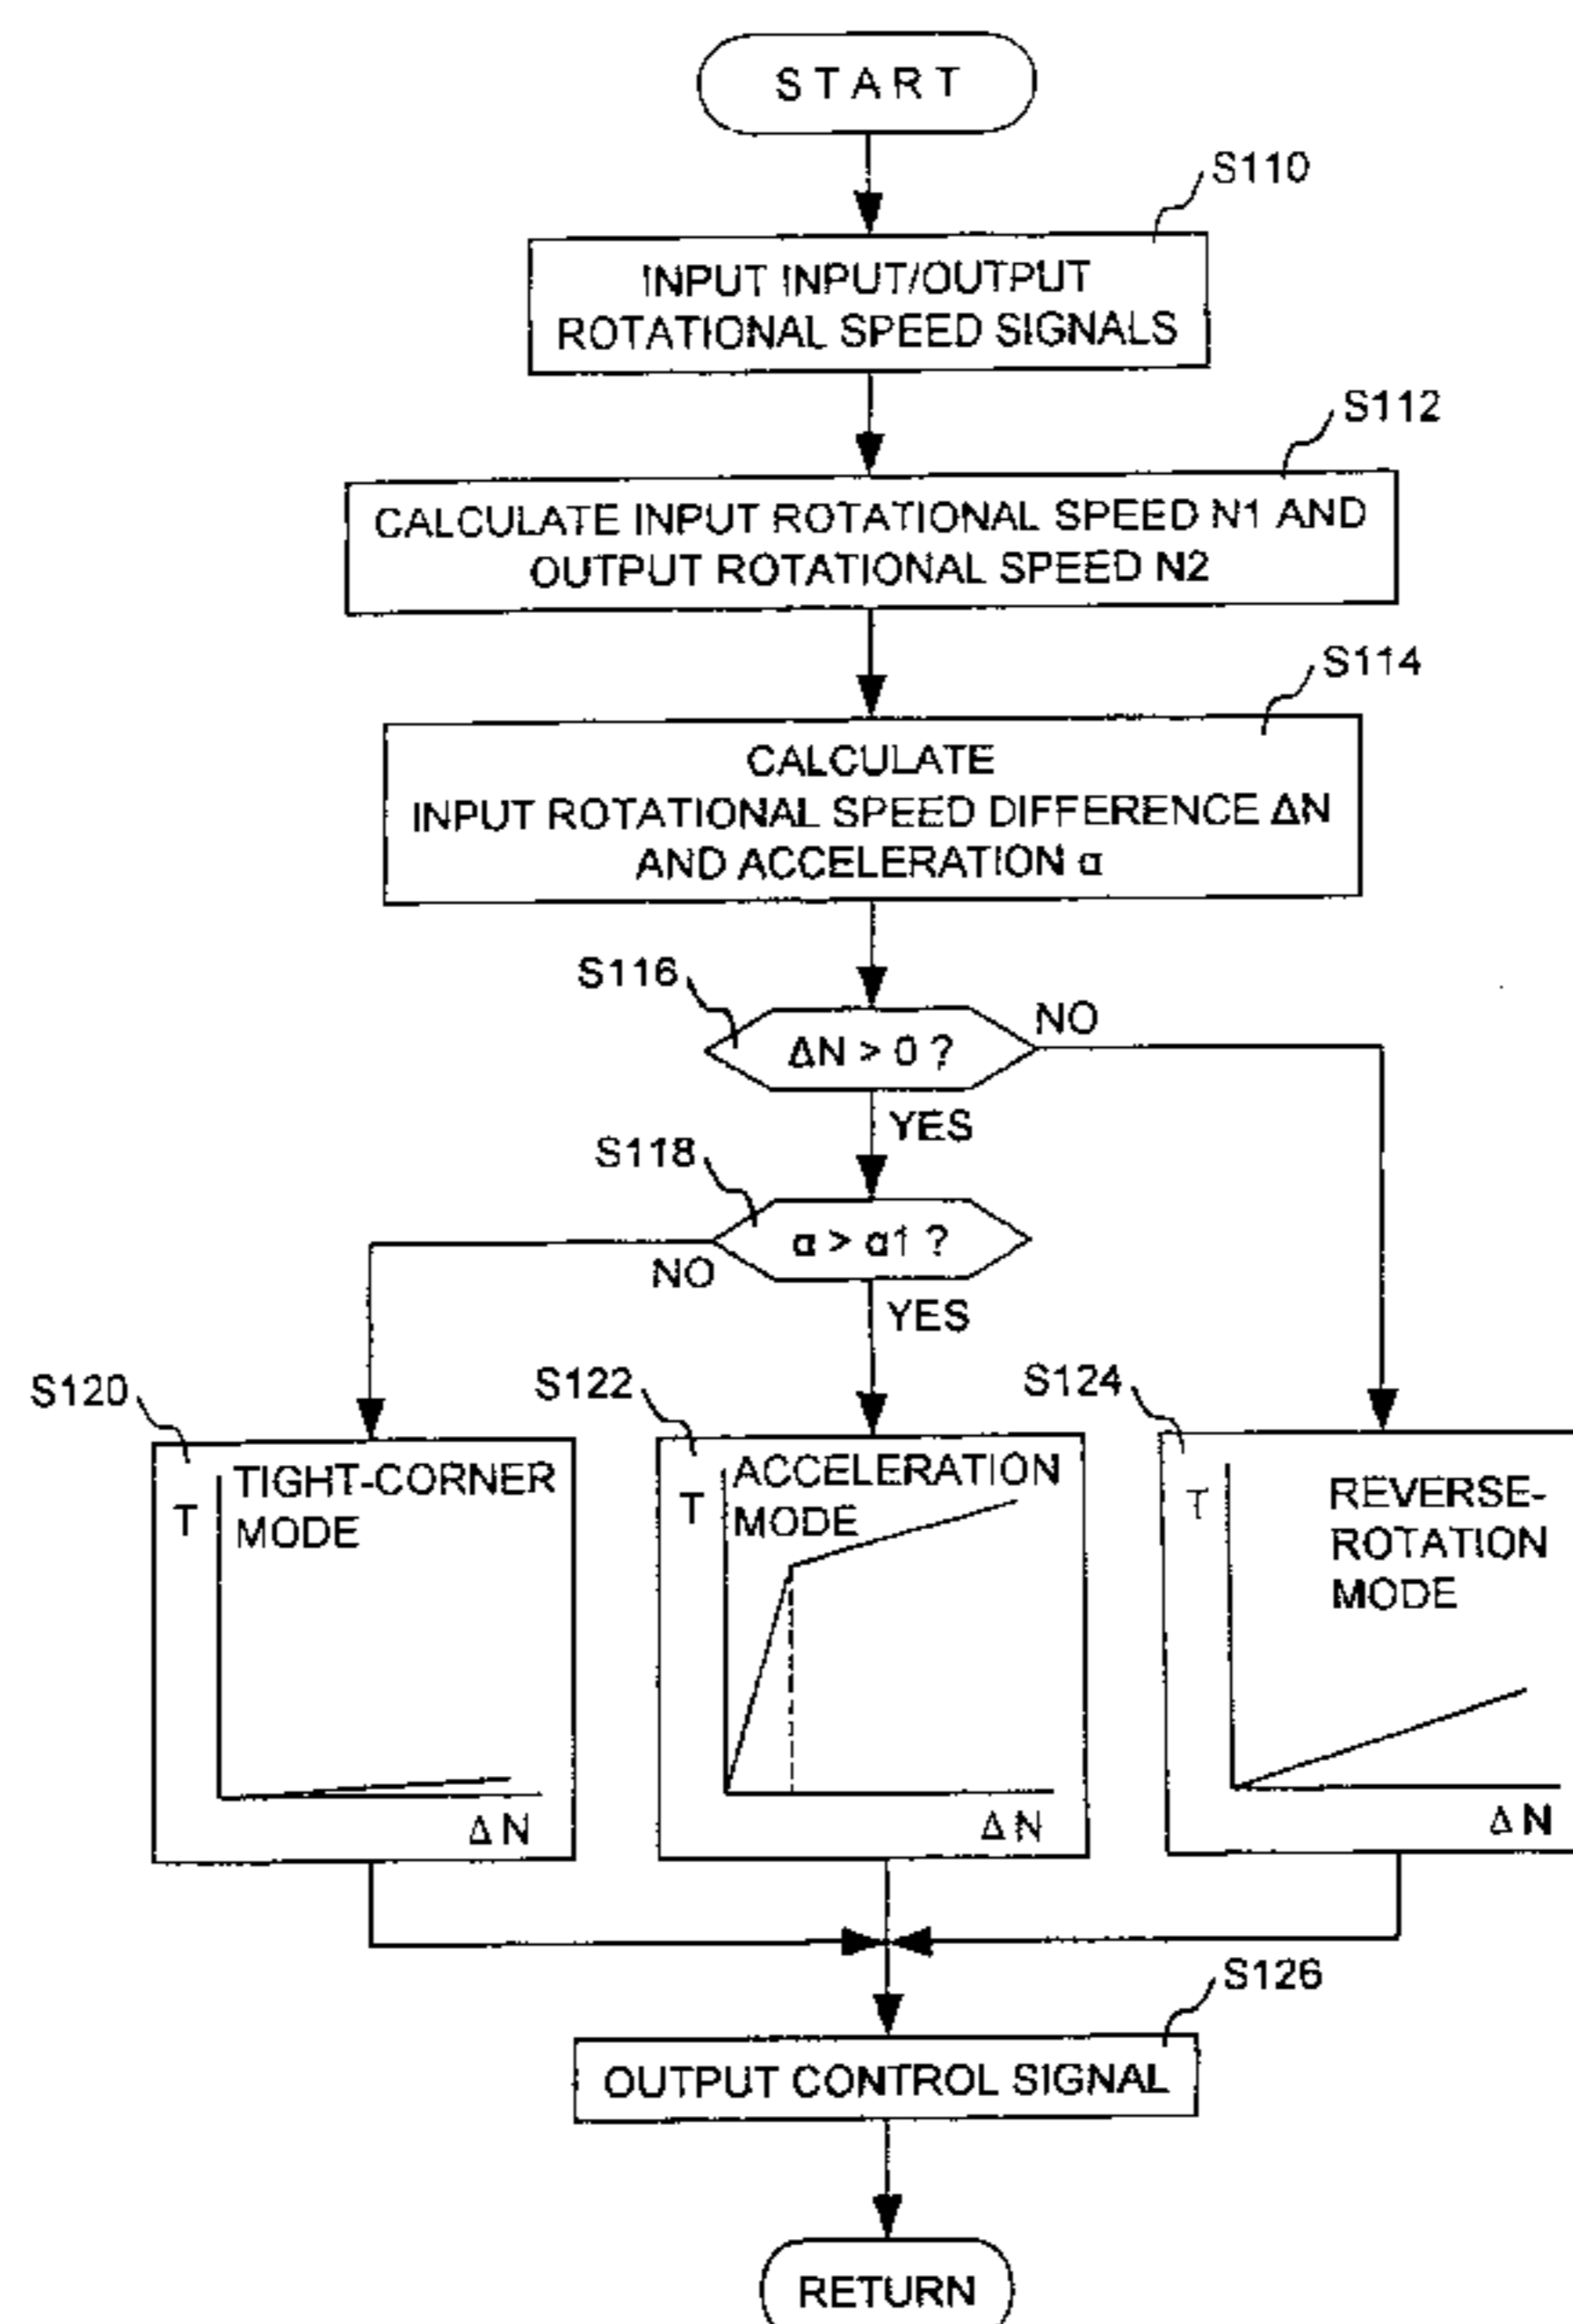 START
S110
INPUT INPUT/OUTPUT
ROTATIONAL SPEED SIGNALS
S112
CALCULATE INPUT ROTATIONAL SPEED N1 AND
OUTPUT ROTATIONAL SPEED N2
S114
CALCULATE
INPUT ROTATIONAL SPEED DIFFERENCE ΔN
AND ACCELERATION α
S116
ΔN > 0 ?
NO
YES
S118
α > α1 ?
NO
YES
S120
T
TIGHT-CORNER
MODE
ΔN
S122
T
ACCELERATION
MODE
ΔN
S124
T
REVERSE-
ROTATION
MODE
ΔN
S126
OUTPUT CONTROL SIGNAL
RETURN